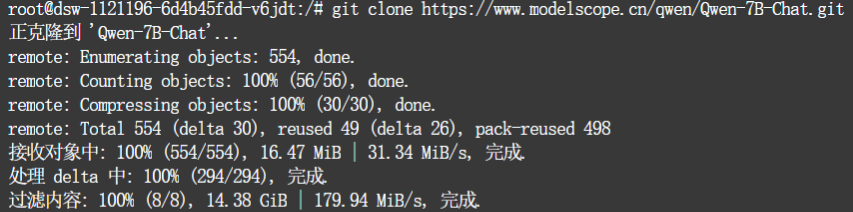 root@dsw-1121196-6d4b45fdd-v6jdt:/# git clone https://www.modelscope.cn/qwen/Qwen-7B-Chat.git
正克隆到 'Qwen-7B-Chat'...
remote: Enumerating objects: 554, done.
remote: Counting objects: 100% (56/56), done.
remote: Compressing objects: 100% (30/30), done.
remote: Total 554 (delta 30), reused 49 (delta 26), pack-reused 498
接收对象中: 100% (554/554), 16.47 MiB | 31.34 MiB/s, 完成.
处理 delta 中: 100% (294/294), 完成.
过滤内容: 100% (8/8), 14.38 GiB | 179.94 MiB/s, 完成.